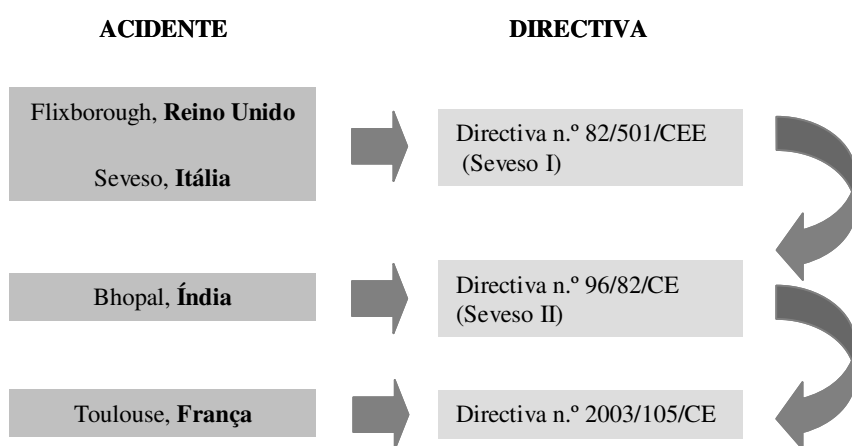 ACIDENTE
DIRECTIVA
Flixborough, Reino Unido
Seveso, Itália
Directiva n.º 82/501/CEE
(Seveso I)
Bhopal, Índia
Directiva n.º 96/82/CE
(Seveso II)
Toulouse, França
Directiva n.º 2003/105/CE